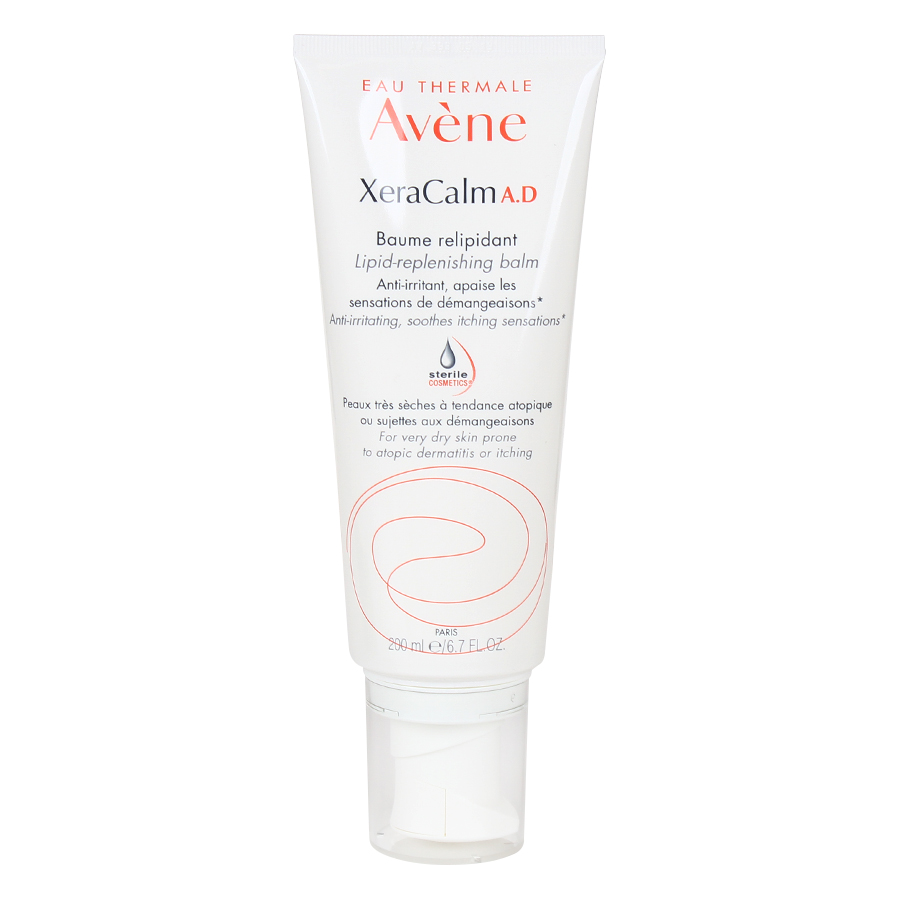 EAU THERMALE
Avène
XeraCalm A.D
Baume relipidant
Lipid-replenishing balm
Anti-irritant, apaise les
sensations de démangeaisons*
Anti-irritating, soothes itching sensations*
sterile
COSMETICS®
Peaux très sèches à tendance atopique
ou sujettes aux démangeaisons
For very dry skin prone
to atopic dermatitis or itching
PARIS
200 ml ℮/6.7 FL.OZ.